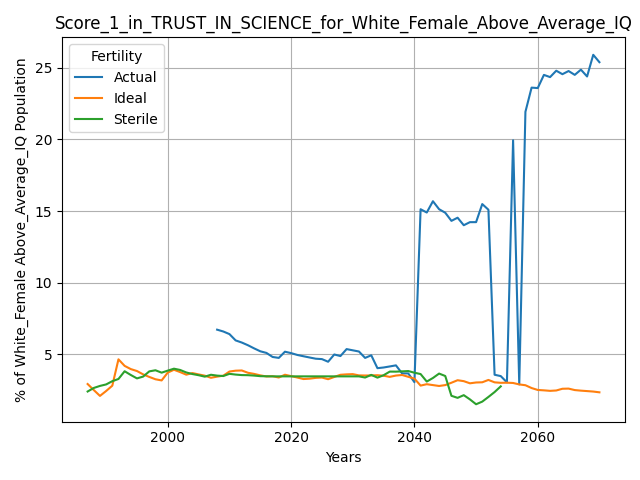 Score_1_in_TRUST_IN_SCIENCE_for_White_Female_Above_Average_IQ
Fertility
Actual
Ideal
Sterile
% of White_Female Above_Average_IQ Population
25
20
15
10
5
2000
2020
2040
2060
Years